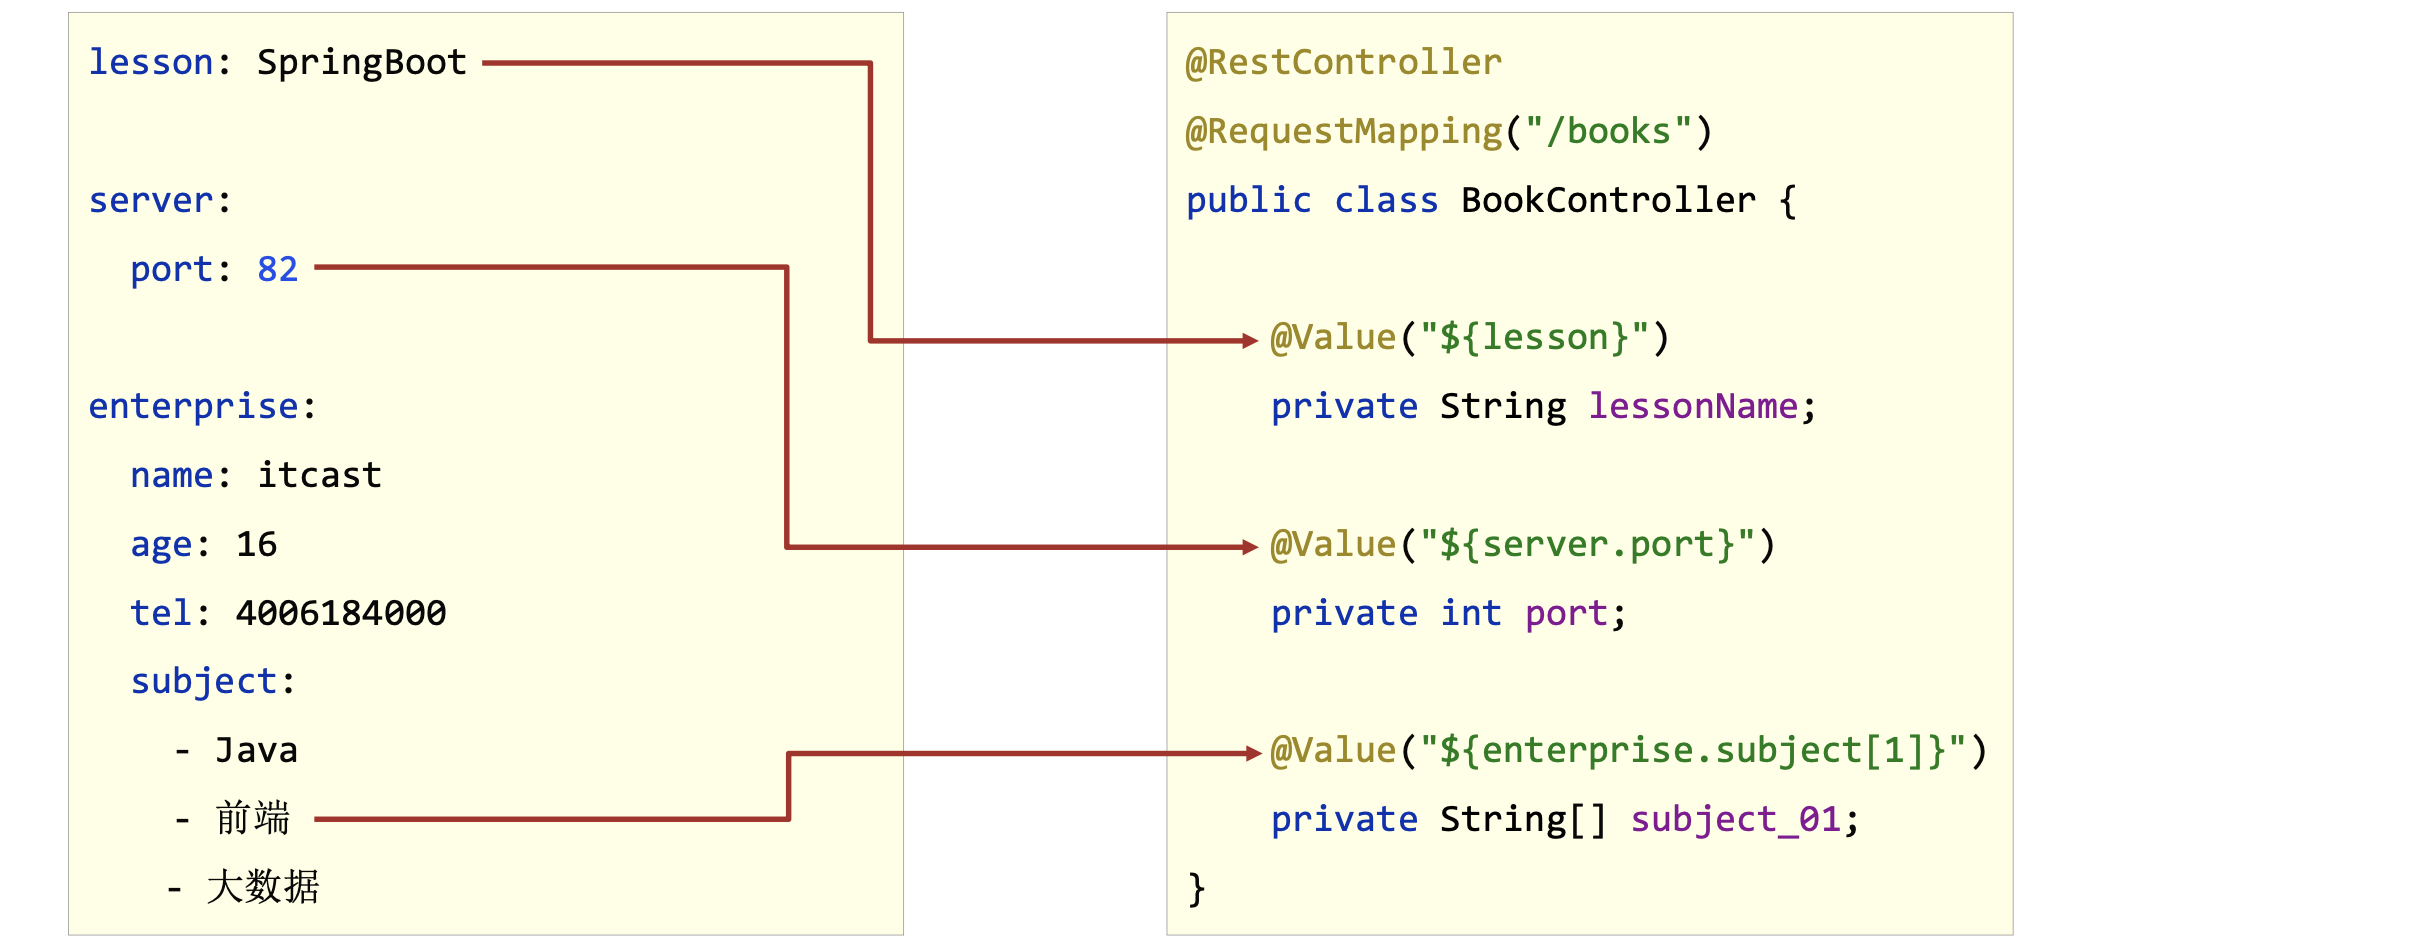 lesson: SpringBoot
server:
  port: 82
enterprise:
  name: itcast
  age: 16
  tel: 4006184000
  subject:
    - Java
    - 前端
    - 大数据
@RestController
@RequestMapping("/books")
public class BookController {
    @Value("${lesson}")
    private String lessonName;
    @Value("${server.port}")
    private int port;
    @Value("${enterprise.subject[1]}")
    private String[] subject_01;
}